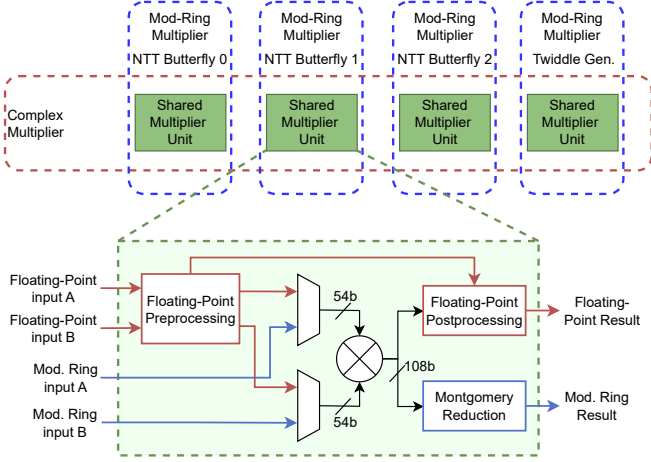 Mod-Ring
Multiplier
NTT Butterfly 0
Mod-Ring
Multiplier
NTT Butterfly 1
Mod-Ring
Multiplier
NTT Butterfly 2
Mod-Ring
Multiplier
Twiddle Gen.
Complex
Multiplier
Shared
Multiplier
Unit
Shared
Multiplier
Unit
Shared
Multiplier
Unit
Shared
Multiplier
Unit
Floating-Point
input A
Floating-Point
input B
Mod. Ring
input A
Mod. Ring
input B
Floating-Point
Preprocessing
54b
54b
108b
Floating-Point
Postprocessing
Montgomery
Reduction
Floating-
Point Result
Mod. Ring
Result